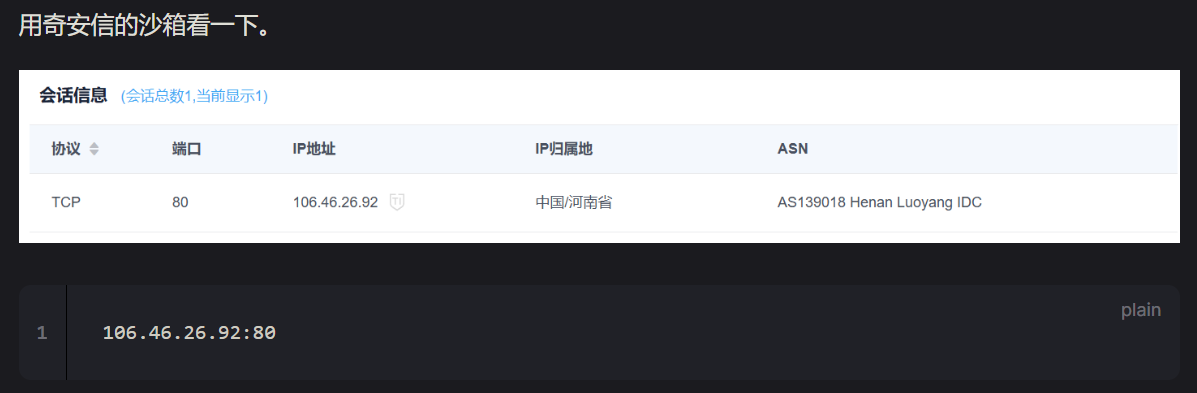 用奇安信的沙箱看一下。
会话信息 (会话总数1,当前显示1)
协议 端口 IP地址 IP归属地 ASN
TCP 80 106.46.26.92 TI 中国/河南省 AS139018 Henan Luoyang IDC
plain
1 106.46.26.92:80